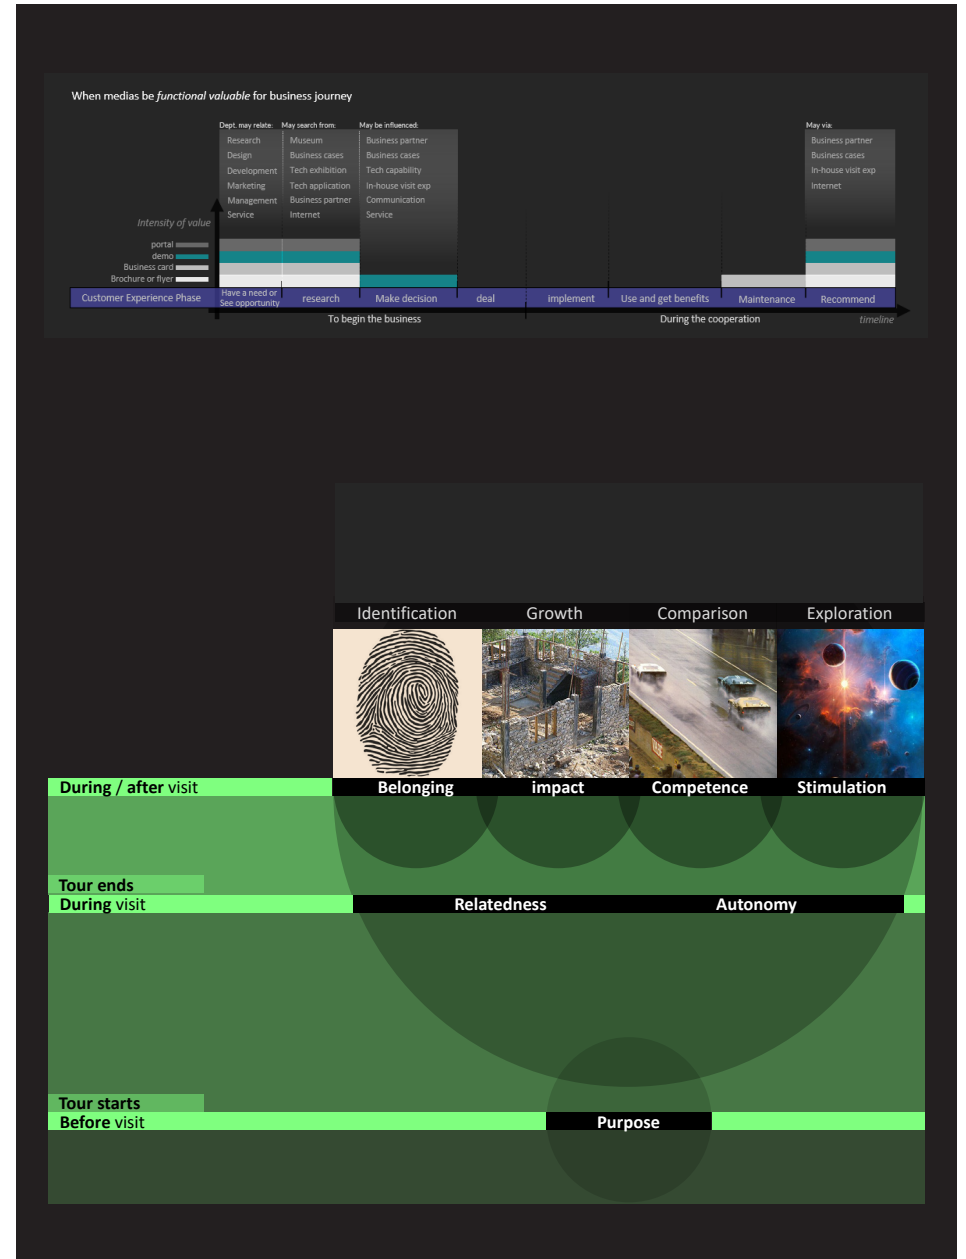 When medias be functional valuable for business journey
Dept. may relate: May search from: May be influenced: May via:
Research Museum Business partner Business partner
Design Business cases Business cases Business cases
Development Tech exhibition Tech capability In-house visit exp
Marketing Tech application In-house visit exp Internet
Management Business partner Communication
Service Internet Service
Intensity of value
portal
demo
Business card
Brochure or flyer
Customer Experience Phase Have a need or See opportunity research Make decision deal implement Use and get benefits Maintenance Recommend
To begin the business During the cooperation timeline
Identification Growth Comparison Exploration
During / after visit Belonging impact Competence Stimulation
Tour ends
During visit Relatedness Autonomy
Tour starts
Before visit Purpose